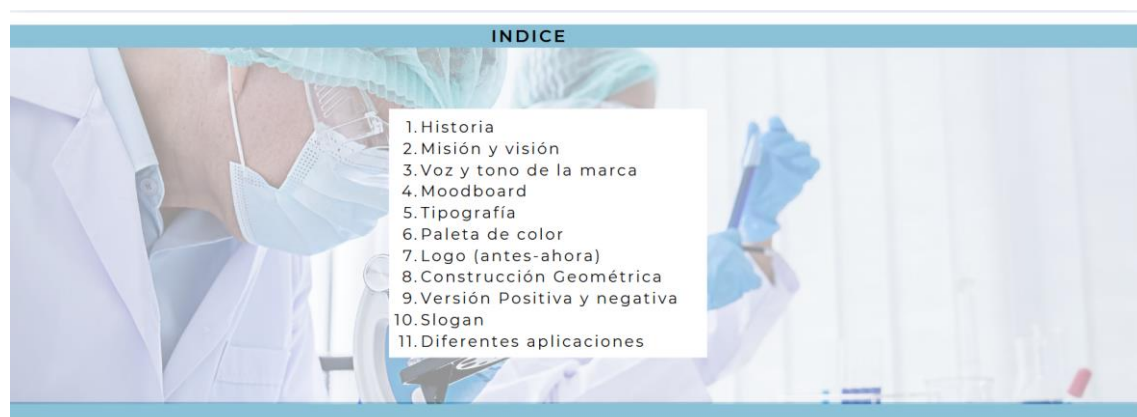 INDICE
1. Historia
2. Misión y visión
3. Voz y tono de la marca
4. Moodboard
5. Tipografía
6. Paleta de color
7. Logo (antes-ahora)
8. Construcción Geométrica
9. Versión Positiva y negativa
10. Slogan
11. Diferentes aplicaciones